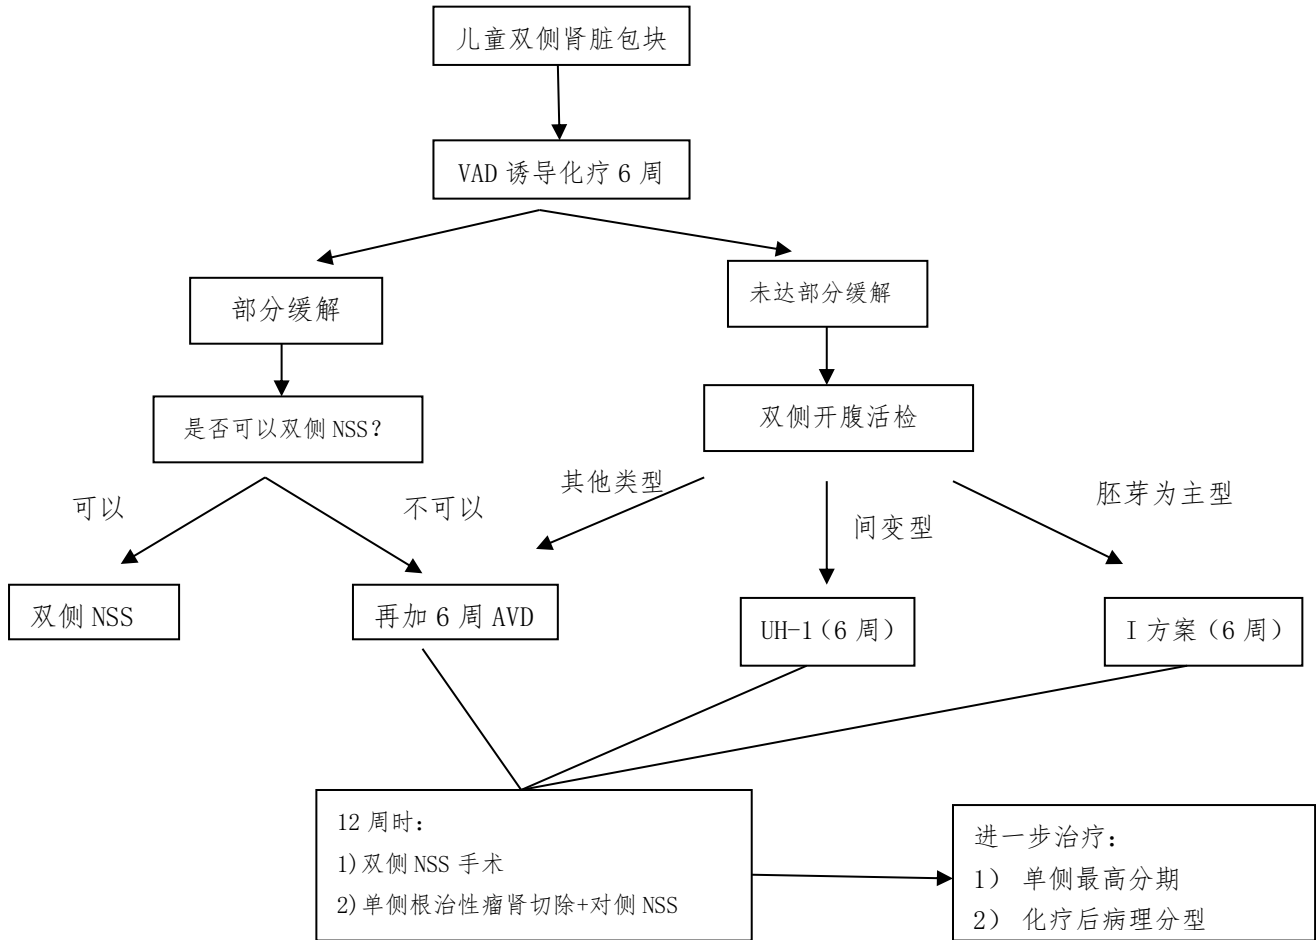 儿童双侧肾脏包块
VAD 诱导化疗 6 周
部分缓解
未达部分缓解
是否可以双侧 NSS?
双侧开腹活检
可以
不可以
其他类型
间变型
胚芽为主型
双侧 NSS
再加 6 周 AVD
UH-1（6 周）
I 方案（6 周）
12 周时：
1)双侧 NSS 手术
2)单侧根治性瘤肾切除+对侧 NSS
进一步治疗：
1） 单侧最高分期
2） 化疗后病理分型